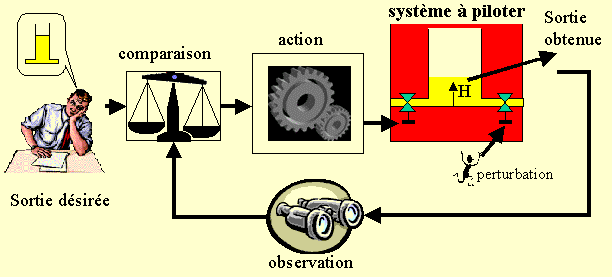 système à piloter
Sortie
obtenue
action
comparaison
H
perturbation
Sortie désirée
observation